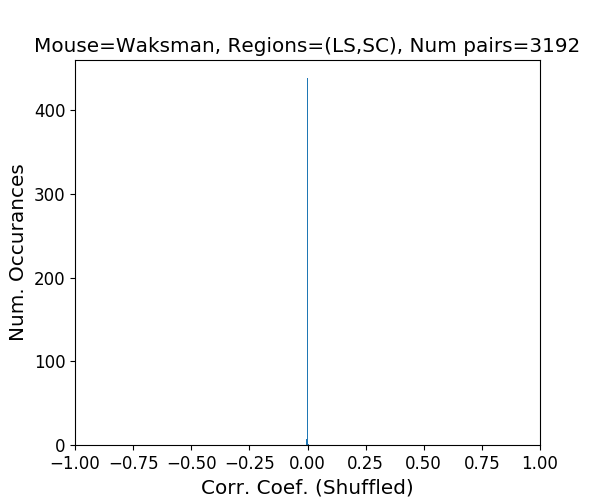 Mouse=Waksman, Regions=(LS,SC), Num pairs=3192
Num. Occurances
400
300
200
100
0
−1.00 −0.75 −0.50 −0.25 0.00 0.25 0.50 0.75 1.00
Corr. Coef. (Shuffled)